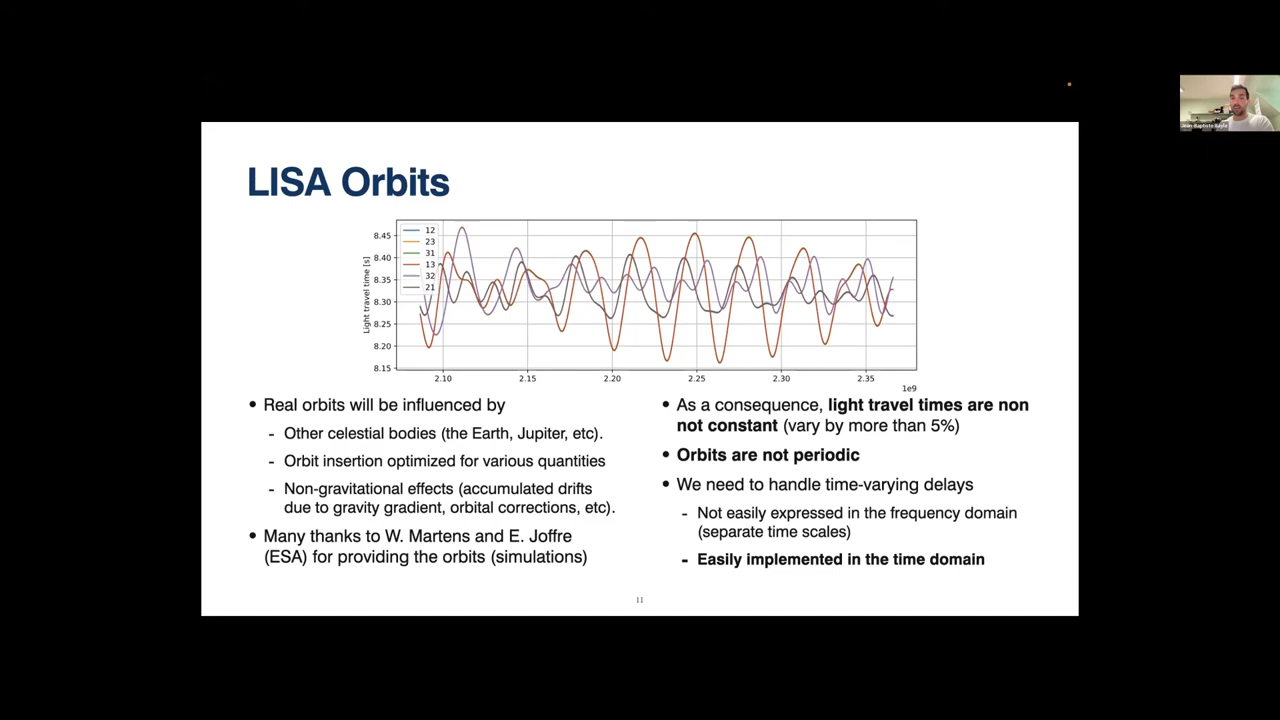 LISA Orbits
8.45
8.40
8.35
8.30
8.25
8.20
8.15
Light travel time [s]
12
23
31
13
32
21
2.10 2.15 2.20 2.25 2.30 2.35
1e9
• Real orbits will be influenced by
- Other celestial bodies (the Earth, Jupiter, etc).
- Orbit insertion optimized for various quantities
- Non-gravitational effects (accumulated drifts
due to gravity gradient, orbital corrections, etc).
• Many thanks to W. Martens and E. Joffre
(ESA) for providing the orbits (simulations)
• As a consequence, light travel times are non
not constant (vary by more than 5%)
• Orbits are not periodic
• We need to handle time-varying delays
- Not easily expressed in the frequency domain
(separate time scales)
- Easily implemented in the time domain
11
Jean-Baptiste Bayle